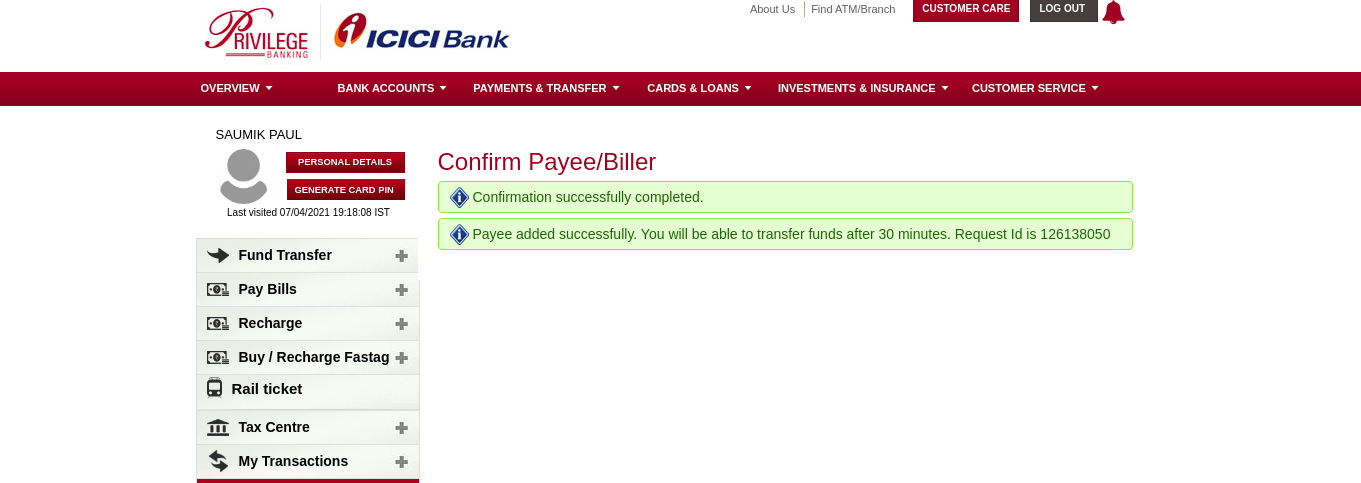 About Us
Find ATM/Branch
CUSTOMER CARE
LOG OUT
PRIVILEGE
BANKING
ICICI Bank
OVERVIEW
BANK ACCOUNTS
PAYMENTS & TRANSFER
CARDS & LOANS
INVESTMENTS & INSURANCE
CUSTOMER SERVICE
SAUMIK PAUL
PERSONAL DETAILS
GENERATE CARD PIN
Last visited 07/04/2021 19:18:08 IST
Fund Transfer
Pay Bills
Recharge
Buy / Recharge Fastag
Rail ticket
Tax Centre
My Transactions
Confirm Payee/Biller
Confirmation successfully completed.
Payee added successfully. You will be able to transfer funds after 30 minutes. Request Id is 126138050